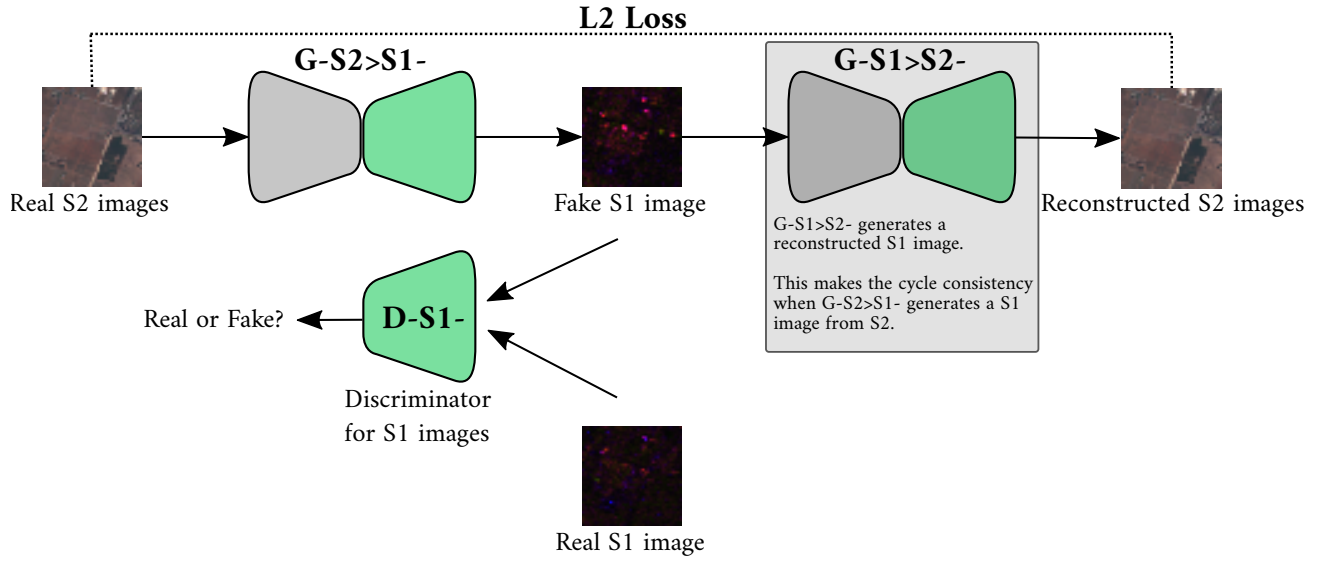 L2 Loss
G-S2>S1-
G-S1>S2-
Real S2 images
Fake S1 image
Reconstructed S2 images
G-S1>S2- generates a
reconstructed S1 image.
This makes the cycle consistency
when G-S2>S1- generates a S1
image from S2.
Real or Fake?
D-S1-
Discriminator
for S1 images
Real S1 image